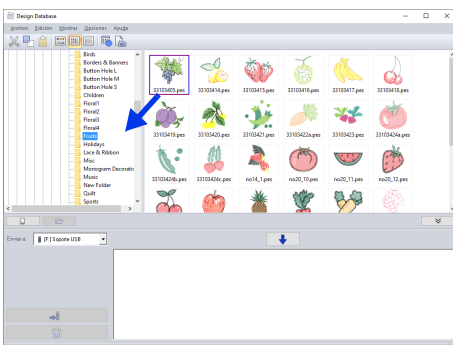 Design Database
Archivo Edición Mostrar Opciones Ayuda
Birds
Borders & Banners
Button Hole L
Button Hole M
Button Hole S
Children
Floral1
Floral2
Floral3
Floral4
Fruits
Holidays
Lace & Ribbon
Misc
Monogram Decoratic
Music
New Folder
Quilt
Sports
33103405.pes 33103414.pes 33103415.pes 33103416.pes 33103417.pes 33103418.pes
33103419.pes 33103420.pes 33103421.pes 33103422a.pes 33103423.pes 33103424a.pes
33103424b.pes 33103424c.pes no14_1.pes no20_10.pes no20_11.pes no20_12.pes
Enviar a [F:] Soporte USB